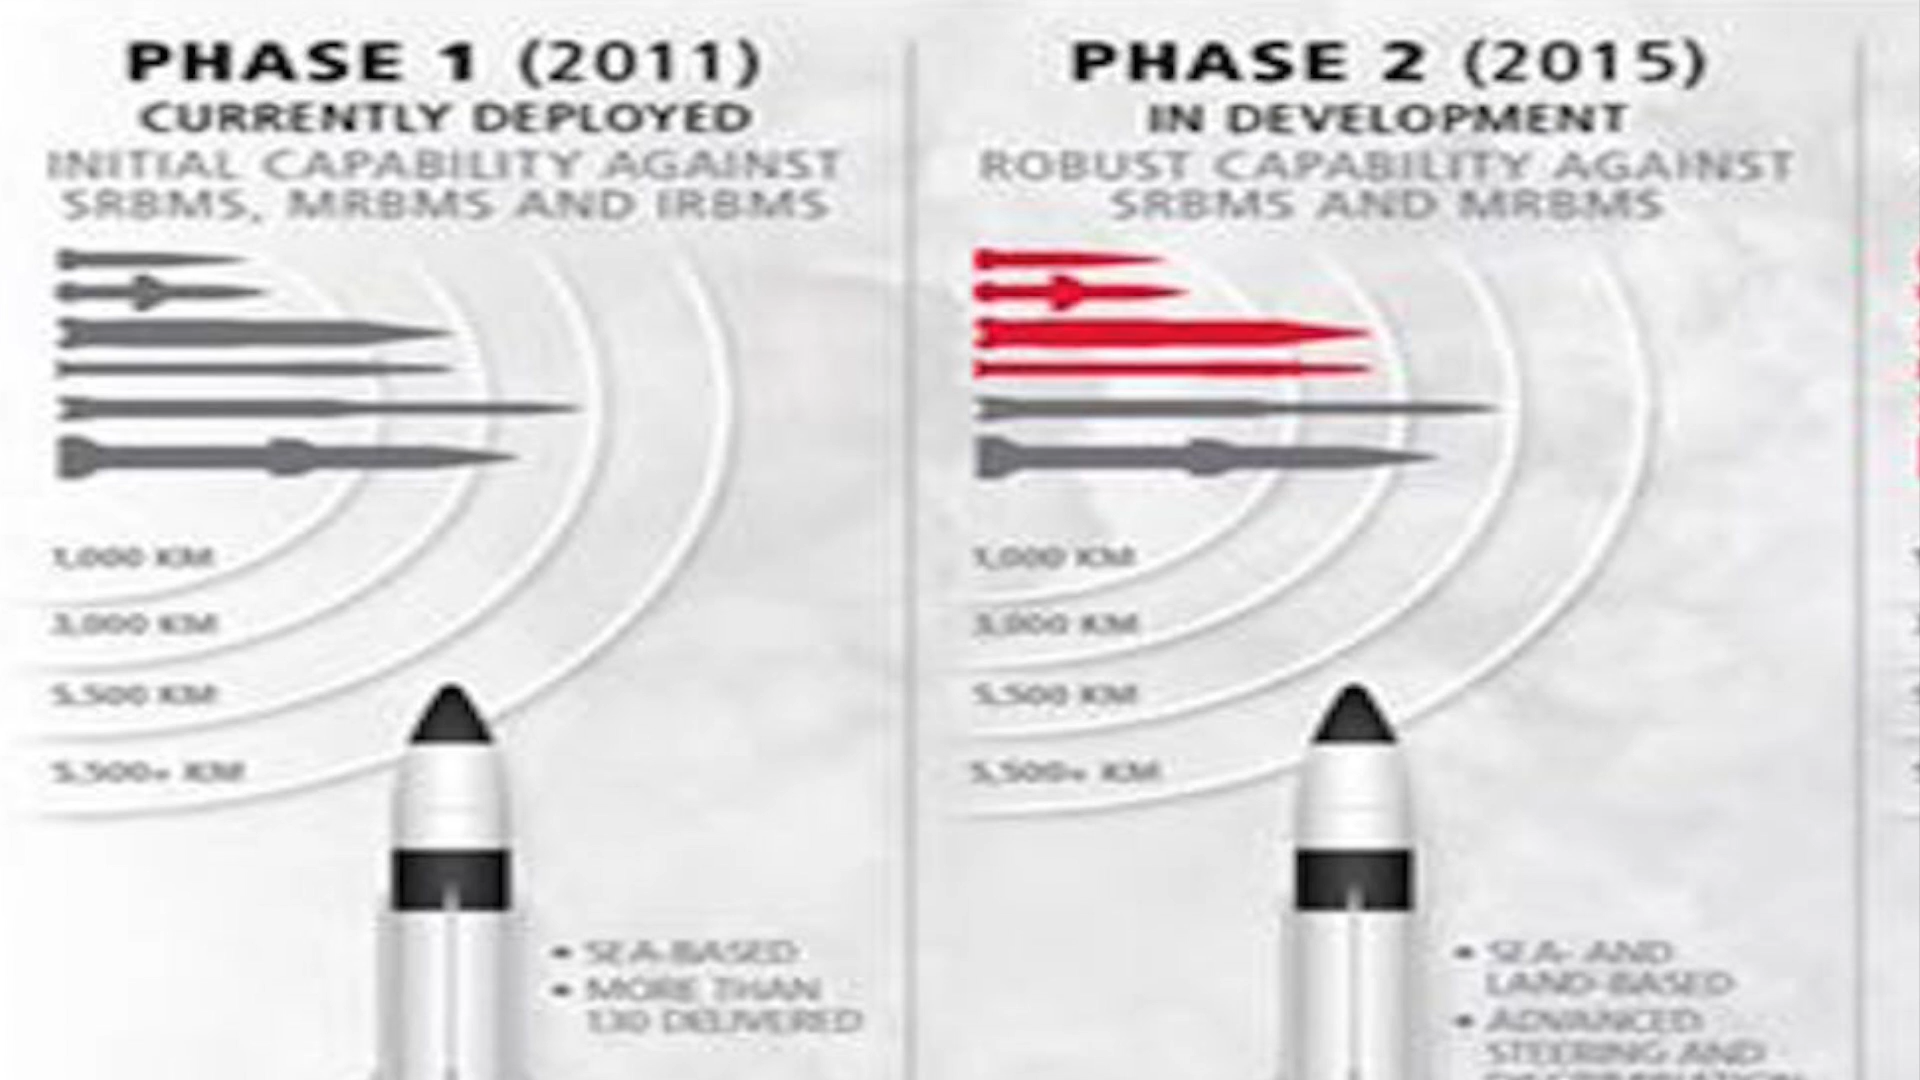 PHASE 1 (2011)
CURRENTLY DEPLOYED
INITIAL CAPABILITY AGAINST
SRBMS, MRBMS AND IRBMS
1,000 KM
3,000 KM
5,500 KM
5,500+ KM
• SEA-BASED
• MORE THAN
130 DELIVERED
PHASE 2 (2015)
IN DEVELOPMENT
ROBUST CAPABILITY AGAINST
SRBMS AND MRBMS
1,000 KM
3,000 KM
5,500 KM
5,500+ KM
• SEA- AND
LAND-BASED
• ADVANCED
STEERING AND